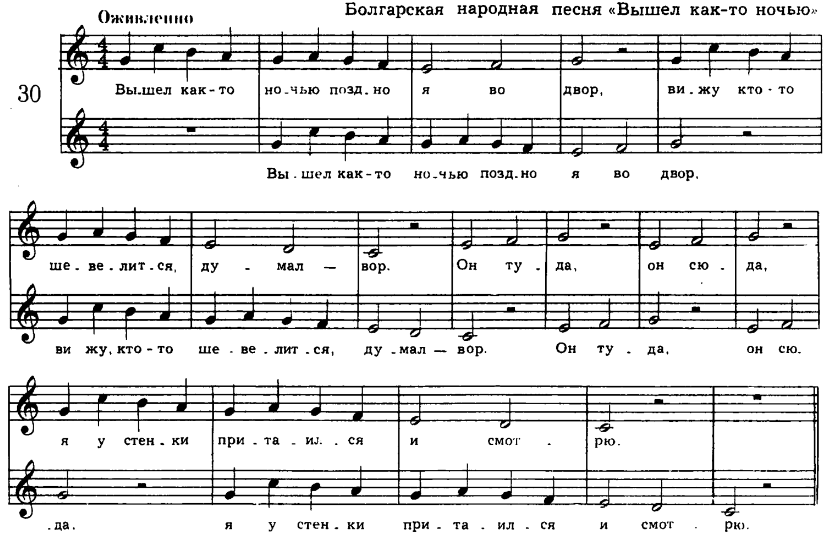 Оживленно
Болгарская народная песня «Вышел как-то ночью»
30
Вы-шел как-то но-чью позд-но я во двор, ви-жу кто-то
Вы-шел как-то но-чью позд-но я во двор,
ше-ве-лит-ся, ду-мал — вор. Он ту-да, он сю-да,
ви жу, кто-то ше-ве-лит-ся, ду-мал — вор. Он ту-да, он сю-
я у стен-ки при-та-ил-ся и смот-рю.
-да, я у стен-ки при-та-ил-ся и смот-рю.